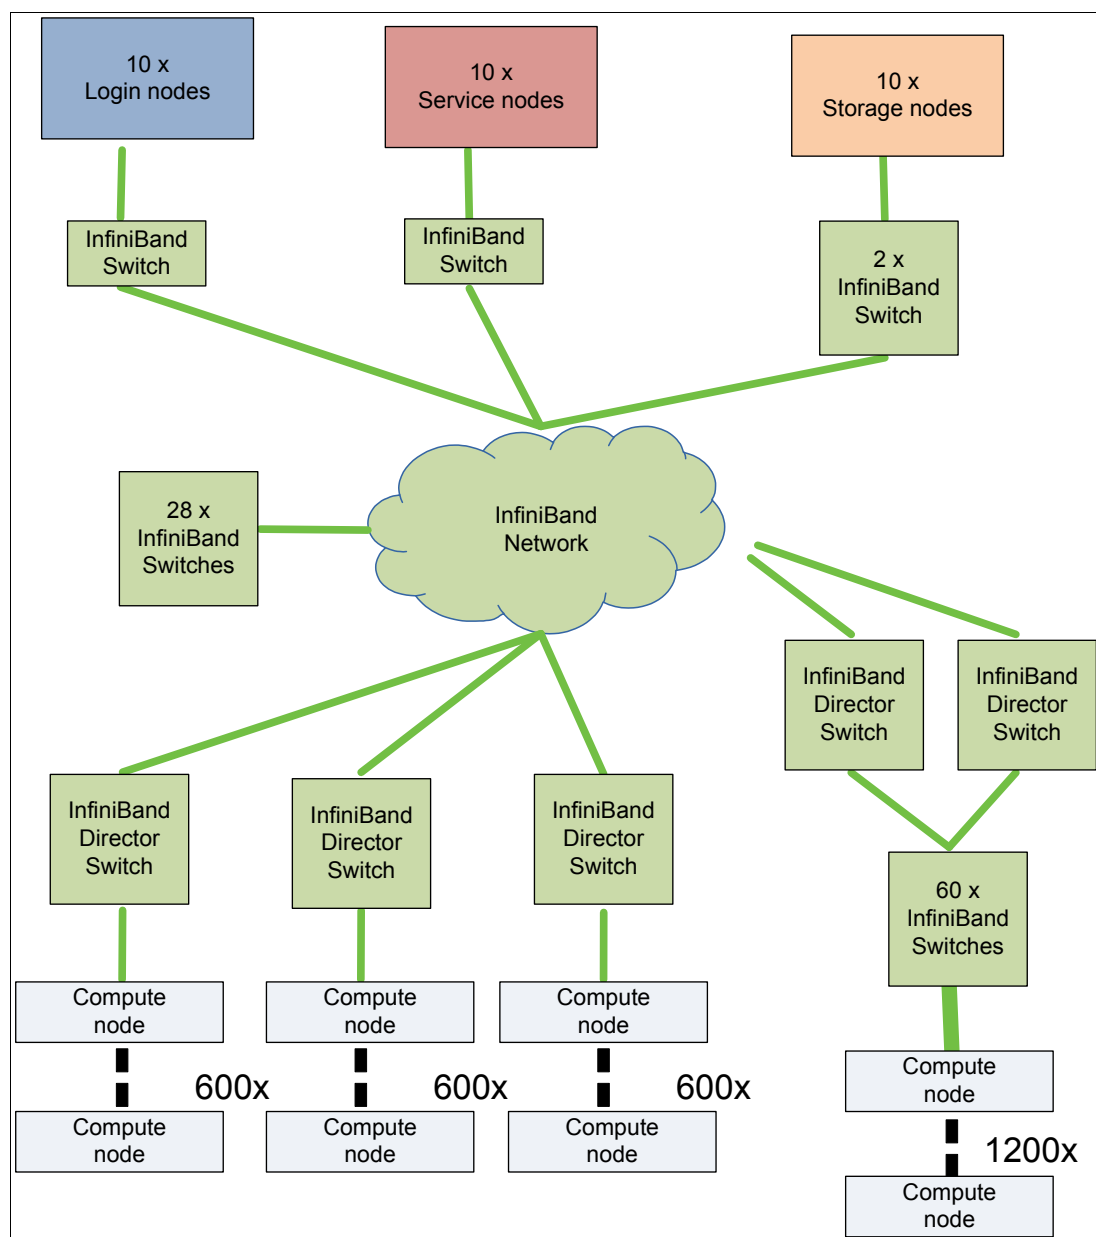 10 x
Login nodes
10 x
Service nodes
10 x
Storage nodes
InfiniBand
Switch
InfiniBand
Switch
2 x
InfiniBand
Switch
28 x
InfiniBand
Switches
InfiniBand
Network
InfiniBand
Director
Switch
InfiniBand
Director
Switch
InfiniBand
Director
Switch
InfiniBand
Director
Switch
InfiniBand
Director
Switch
60 x
InfiniBand
Switches
Compute
node
Compute
node
Compute
node
600x
600x
600x
Compute
node
Compute
node
Compute
node
Compute
node
1200x
Compute
node